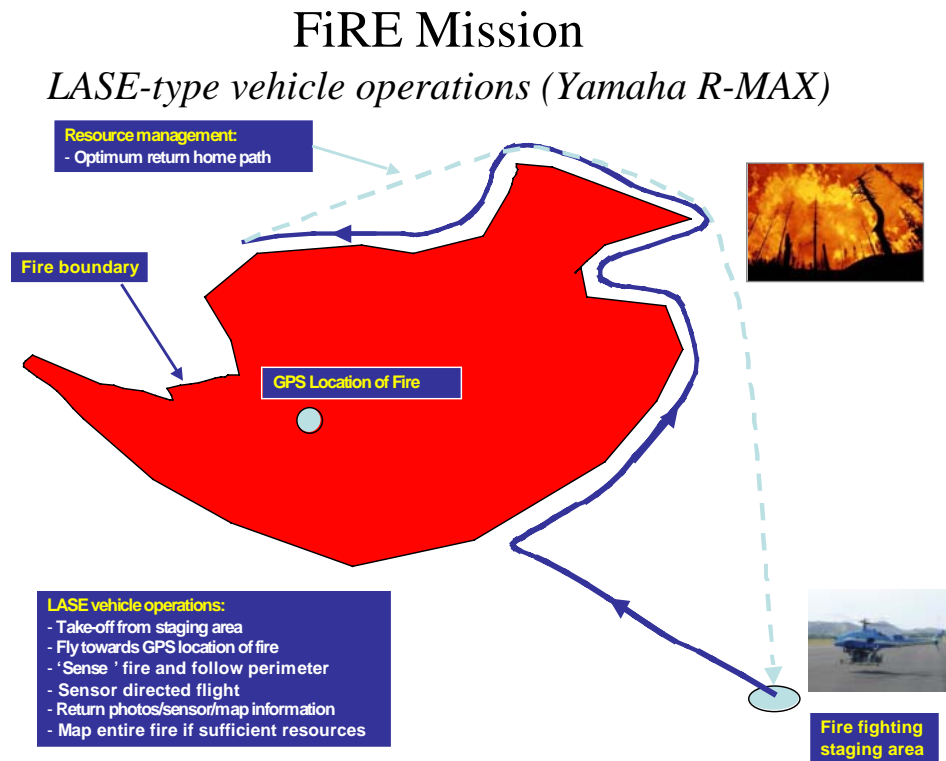 FiRE Mission
LASE-type vehicle operations (Yamaha R-MAX)
Resource management:
- Optimum return home path
Fire boundary
GPS Location of Fire
LASE vehicle operations:
- Take-off from staging area
- Fly towards GPS location of fire
- ‘Sense ’ fire and follow perimeter
- Sensor directed flight
- Return photos/sensor/map information
- Map entire fire if sufficient resources
Fire fighting
staging area